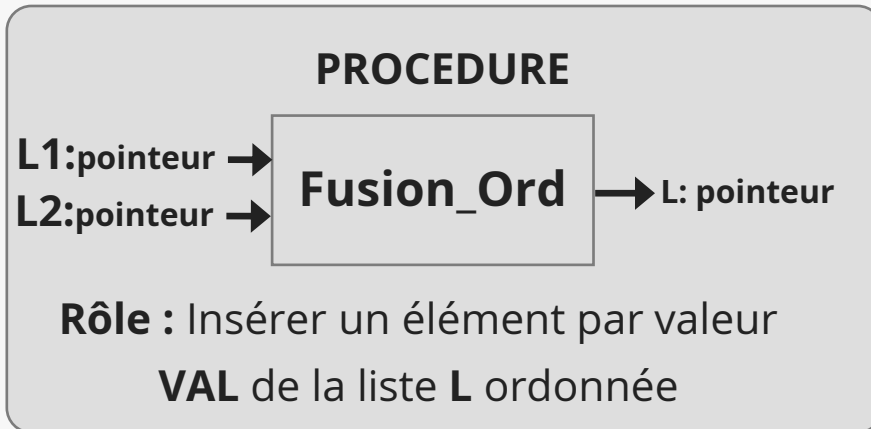 PROCEDURE
L1:pointeur
L2:pointeur
Fusion_Ord
L: pointeur
Rôle : Insérer un élément par valeur
VAL de la liste L ordonnée